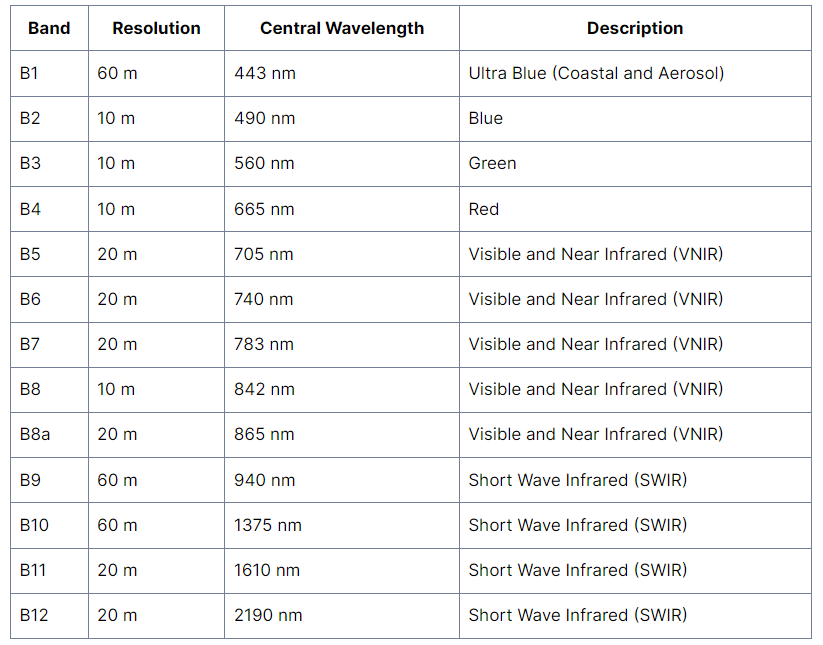 Band Resolution Central Wavelength Description
B1 60 m 443 nm Ultra Blue (Coastal and Aerosol)
B2 10 m 490 nm Blue
B3 10 m 560 nm Green
B4 10 m 665 nm Red
B5 20 m 705 nm Visible and Near Infrared (VNIR)
B6 20 m 740 nm Visible and Near Infrared (VNIR)
B7 20 m 783 nm Visible and Near Infrared (VNIR)
B8 10 m 842 nm Visible and Near Infrared (VNIR)
B8a 20 m 865 nm Visible and Near Infrared (VNIR)
B9 60 m 940 nm Short Wave Infrared (SWIR)
B10 60 m 1375 nm Short Wave Infrared (SWIR)
B11 20 m 1610 nm Short Wave Infrared (SWIR)
B12 20 m 2190 nm Short Wave Infrared (SWIR)